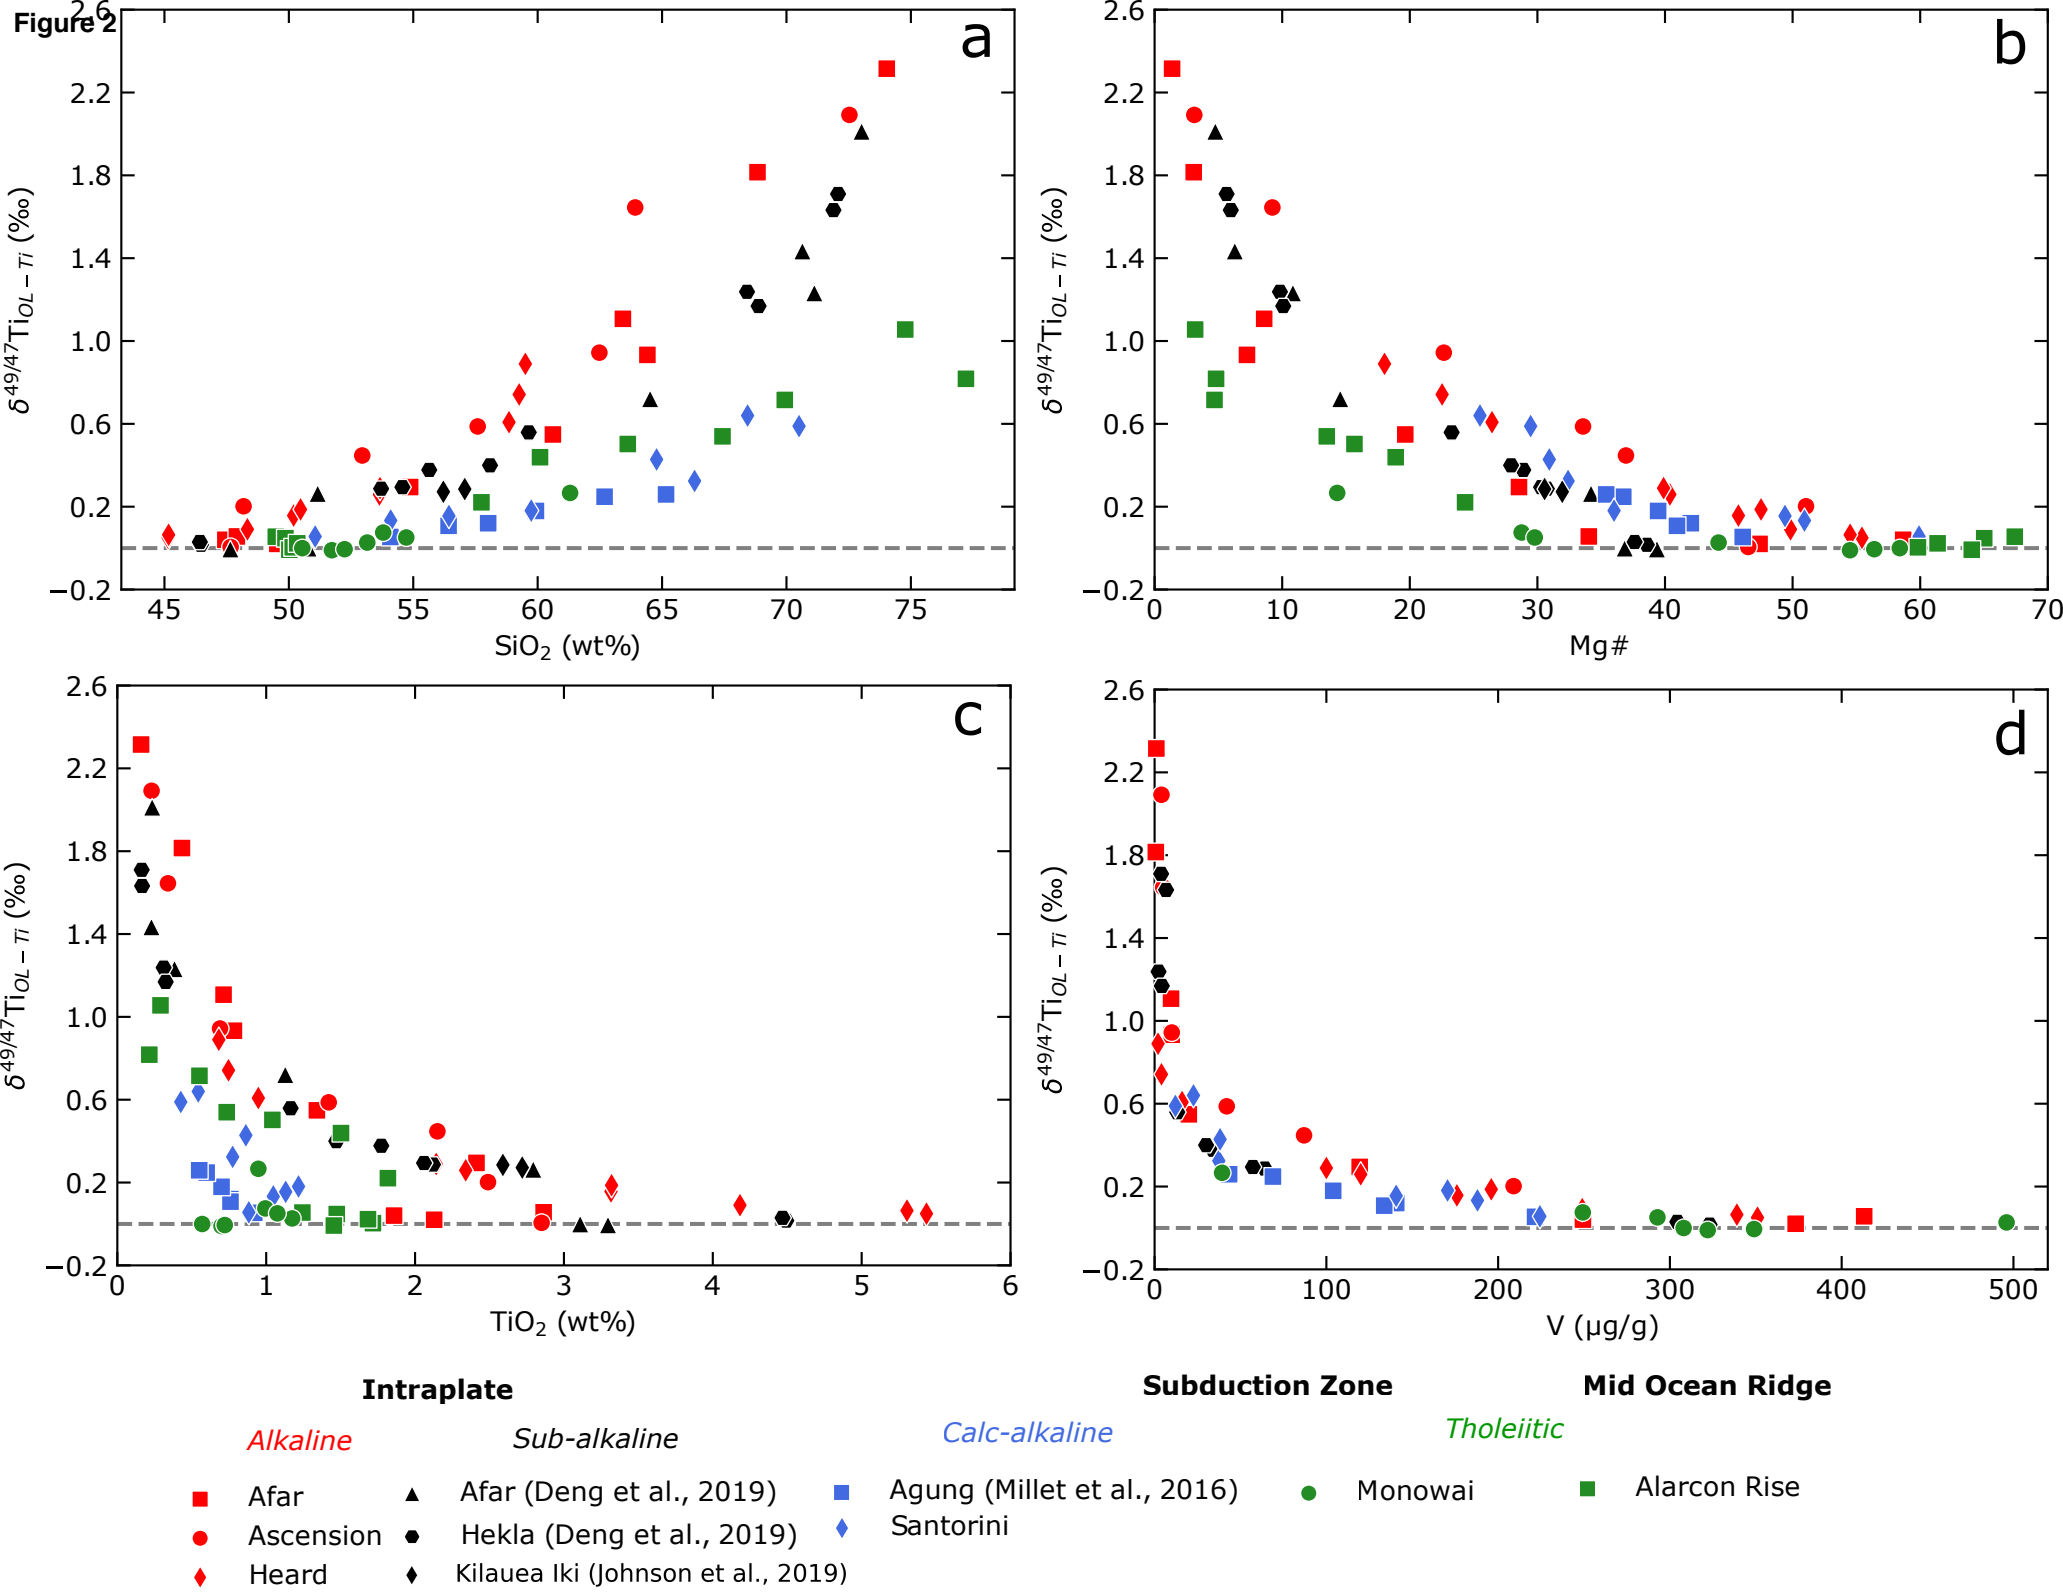 Figure 2
a
2.6
2.2
1.8
1.4
1.0
0.6
0.2
−0.2
δ49/47TiOL−Ti (‰)
45 50 55 60 65 70 75
SiO2 (wt%)
b
2.6
2.2
1.8
1.4
1.0
0.6
0.2
−0.2
δ49/47TiOL−Ti (‰)
0 10 20 30 40 50 60 70
Mg#
c
2.6
2.2
1.8
1.4
1.0
0.6
0.2
−0.2
δ49/47TiOL−Ti (‰)
0 1 2 3 4 5 6
TiO2 (wt%)
d
2.6
2.2
1.8
1.4
1.0
0.6
0.2
−0.2
δ49/47TiOL−Ti (‰)
0 100 200 300 400 500
V (μg/g)
Intraplate Subduction Zone Mid Ocean Ridge
Alkaline Sub-alkaline Calc-alkaline Tholeiitic
Afar Afar (Deng et al., 2019) Agung (Millet et al., 2016) Monowai Alarcon Rise
Ascension Hekla (Deng et al., 2019) Santorini
Heard Kilauea Iki (Johnson et al., 2019)